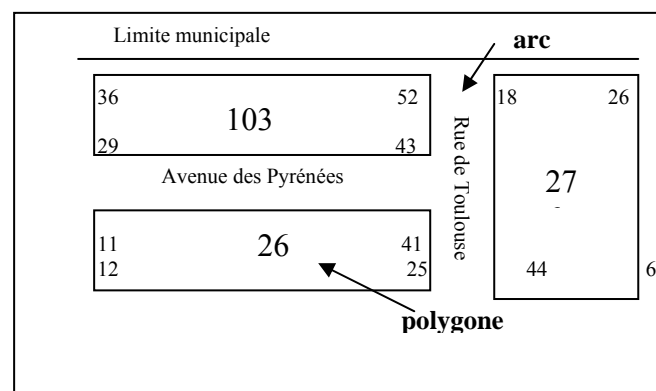 Limite municipale
arc
36 52 18 26
103
29 43
Rue de Toulouse
Avenue des Pyrénées
27
11 26 41
12 25 44 6
polygone